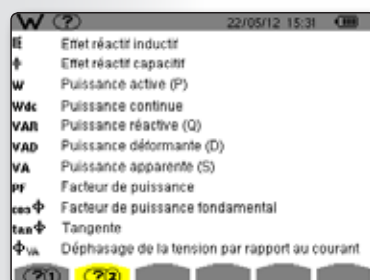 W (?) 22/05/12 15:31
Effet réactif inductif
Effet réactif capacitif
W Puissance active (P)
Wdc Puissance continue
VAR Puissance réactive (Q)
VAD Puissance déformante (D)
VA Puissance apparente (S)
PF Facteur de puissance
cos Φ Facteur de puissance fondamental
tan Φ Tangente
Φ VA Déphasage de la tension par rapport au courant
(?)1 (?)2